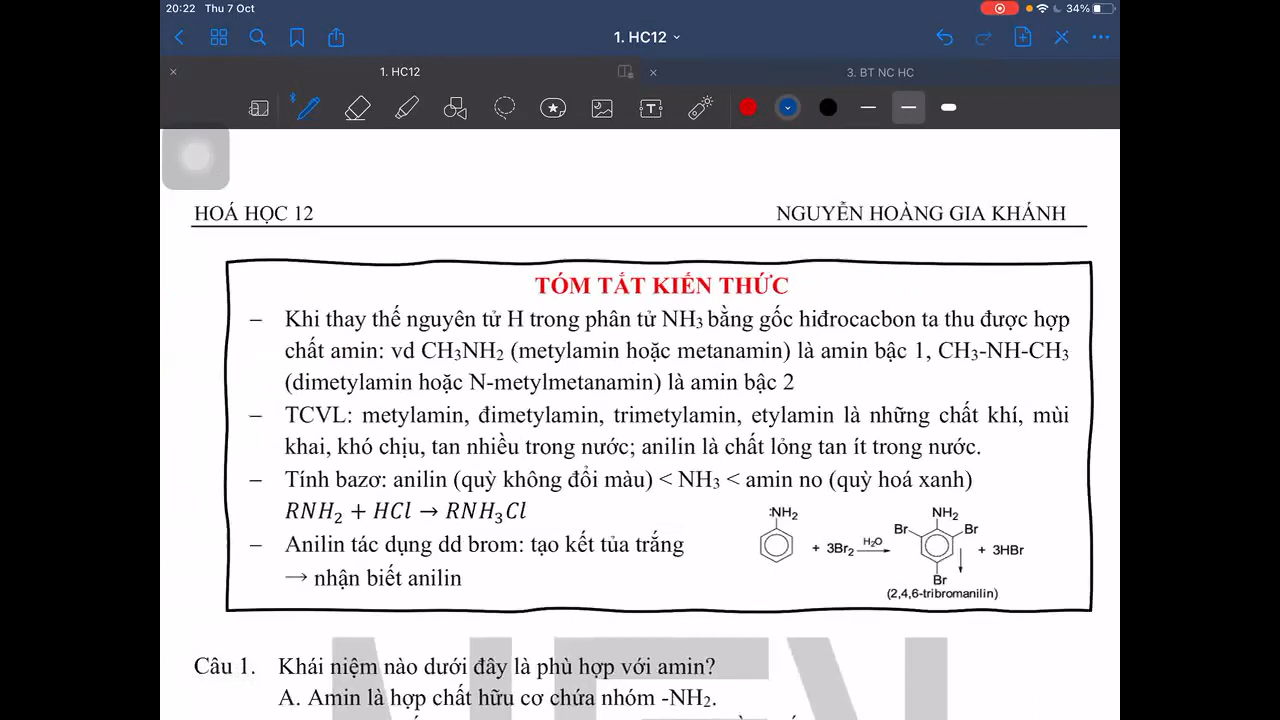 20:22 Thu 7 Oct 34%
1. HC12
1. HC12 3. BT NC HC
HOÁ HỌC 12 NGUYỄN HOÀNG GIA KHÁNH
TÓM TẮT KIẾN THỨC
– Khi thay thế nguyên tử H trong phân tử NH₃ bằng gốc hiđrocacbon ta thu được hợp
chất amin: vd CH₃NH₂ (metylamin hoặc metanamin) là amin bậc 1, CH₃-NH-CH₃
(dimetylamin hoặc N-metylmetanamin) là amin bậc 2
– TCVL: metylamin, đimetylamin, trimetylamin, etylamin là những chất khí, mùi
khai, khó chịu, tan nhiều trong nước; anilin là chất lỏng tan ít trong nước.
– Tính bazơ: anilin (quỳ không đổi màu) < NH₃ < amin no (quỳ hoá xanh)
RNH₂ + HCl → RNH₃Cl
– Anilin tác dụng dd brom: tạo kết tủa trắng
→ nhận biết anilin
:NH₂ + 3Br₂ H₂O → NH₂ Br Br Br ↓ + 3HBr
(2,4,6-tribromanilin)
Câu 1. Khái niệm nào dưới đây là phù hợp với amin?
A. Amin là hợp chất hữu cơ chứa nhóm -NH₂.